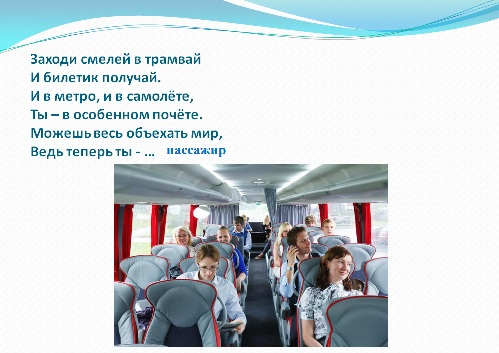 Заходи смелей в трамвай
И билетик получай.
И в метро, и в самолёте,
Ты – в особенном почёте.
Можешь весь объехать мир,
Ведь теперь ты - ... пассажир